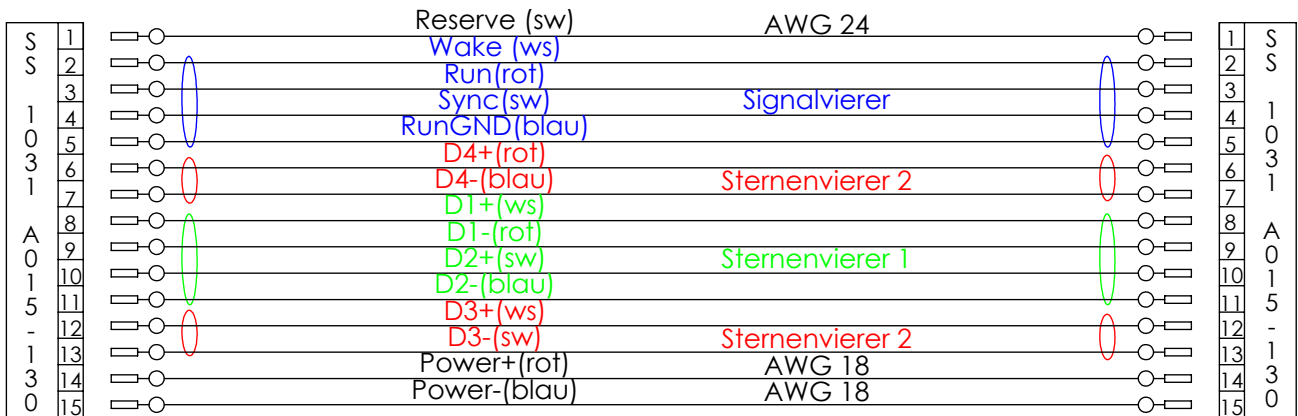 SS 1031 A015-130
1 Reserve (sw) AWG 24 1
2 Wake (ws) 2
3 Run(rot) 3
4 Sync(sw) Signalvierer 4
5 RunGND(blau) 5
6 D4+(rot) 6
7 D4-(blau) Sternenvierer 2 7
8 D1+(ws) 8
9 D1-(rot) 9
10 D2+(sw) Sternenvierer 1 10
11 D2-(blau) 11
12 D3+(ws) 12
13 D3-(sw) Sternenvierer 2 13
14 Power+(rot) AWG 18 14
15 Power-(blau) AWG 18 15
SS 1031 A015-130